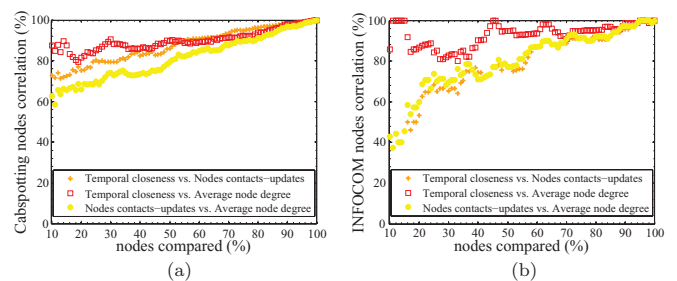 Cabspotting nodes correlation (%)
100
80
60
40
20
0
Temporal closeness vs. Nodes contacts-updates
Temporal closeness vs. Average node degree
Nodes contacts-updates vs. Average node degree
10 20 30 40 50 60 70 80 90 100
nodes compared (%)
(a)
INFOCOM nodes correlation (%)
100
80
60
40
20
0
Temporal closeness vs. Nodes contacts-updates
Temporal closeness vs. Average node degree
Nodes contacts-updates vs. Average node degree
10 20 30 40 50 60 70 80 90 100
nodes compared (%)
(b)